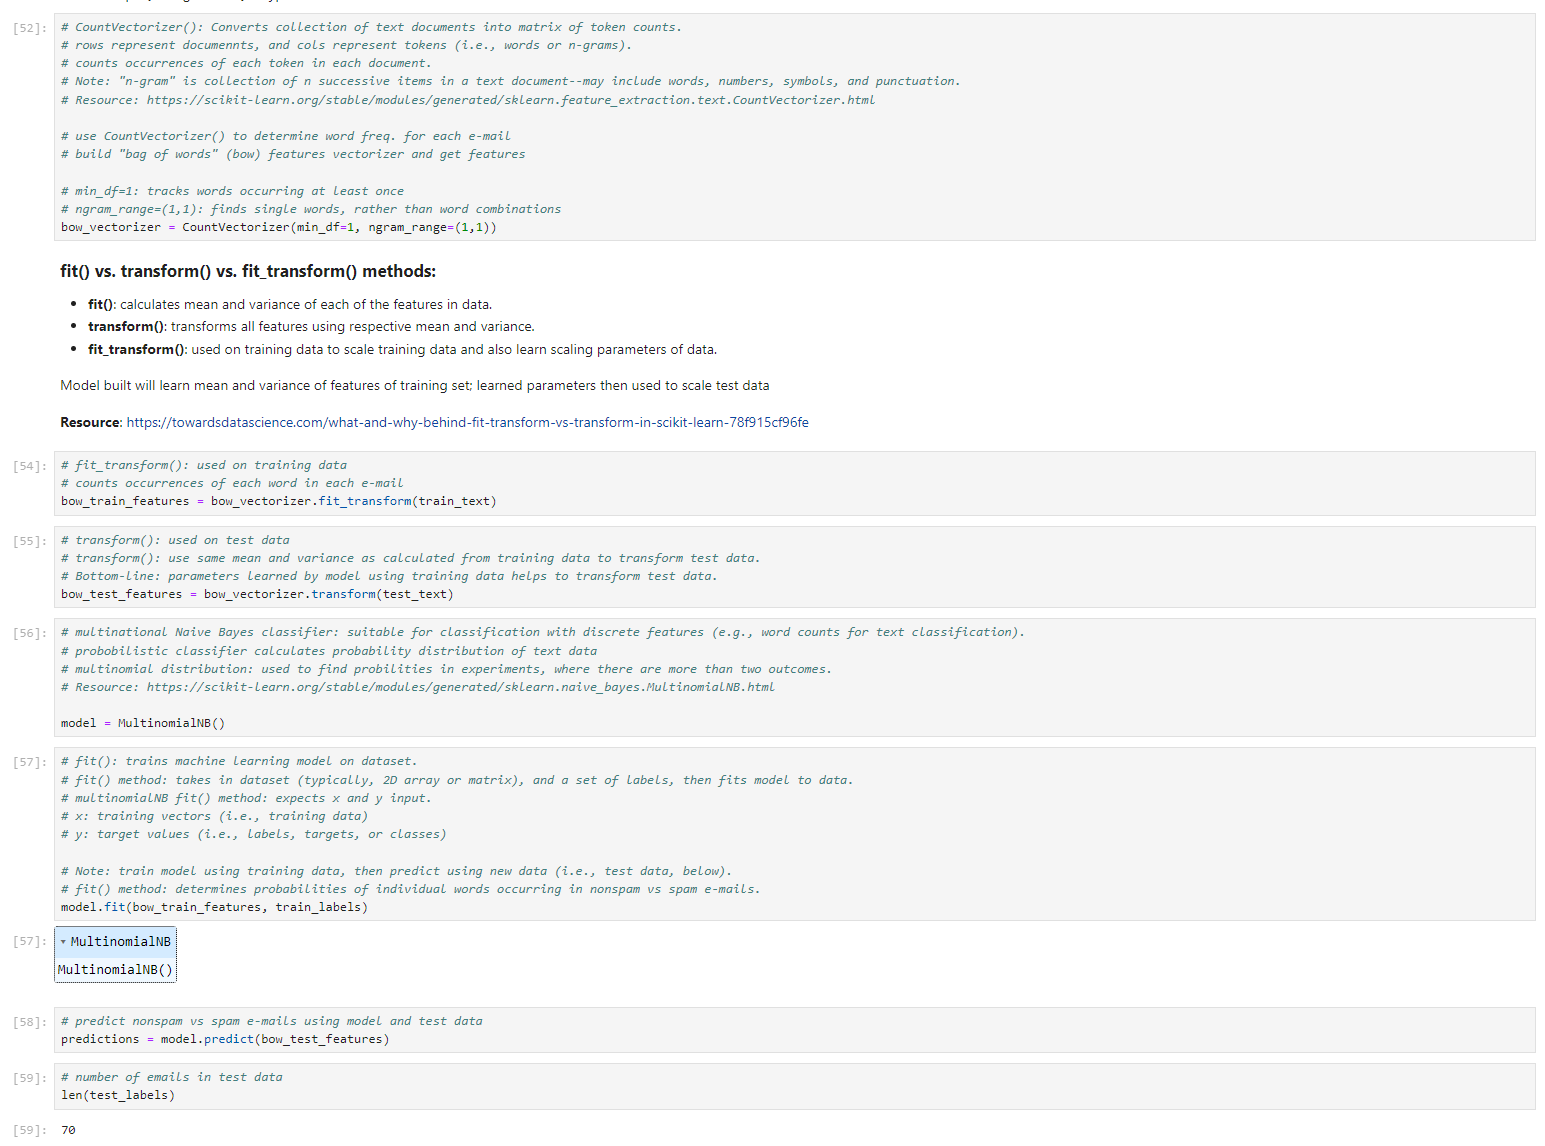 [52]: # CountVectorizer(): Converts collection of text documents into matrix of token counts.
# rows represent documennts, and cols represent tokens (i.e., words or n-grams).
# counts occurrences of each token in each document.
# Note: "n-gram" is collection of n successive items in a text document--may include words, numbers, symbols, and punctuation.
# Resource: https://scikit-learn.org/stable/modules/generated/sklearn.feature_extraction.text.CountVectorizer.html
# use CountVectorizer() to determine word freq. for each e-mail
# build "bag of words" (bow) features vectorizer and get features
# min_df=1: tracks words occurring at least once
# ngram_range=(1,1): finds single words, rather than word combinations
bow_vectorizer = CountVectorizer(min_df=1, ngram_range=(1,1))
fit() vs. transform() vs. fit_transform() methods:
• fit(): calculates mean and variance of each of the features in data.
• transform(): transforms all features using respective mean and variance.
• fit_transform(): used on training data to scale training data and also learn scaling parameters of data.
Model built will learn mean and variance of features of training set; learned parameters then used to scale test data
Resource: https://towardsdatascience.com/what-and-why-behind-fit-transform-vs-transform-in-scikit-learn-78f915cf96fe
[54]: # fit_transform(): used on training data
# counts occurrences of each word in each e-mail
bow_train_features = bow_vectorizer.fit_transform(train_text)
[55]: # transform(): used on test data
# transform(): use same mean and variance as calculated from training data to transform test data.
# Bottom-line: parameters learned by model using training data helps to transform test data.
bow_test_features = bow_vectorizer.transform(test_text)
[56]: # multinational Naive Bayes classifier: suitable for classification with discrete features (e.g., word counts for text classification).
# probobilistic classifier calculates probability distribution of text data
# multinomial distribution: used to find probilities in experiments, where there are more than two outcomes.
# Resource: https://scikit-learn.org/stable/modules/generated/sklearn.naive_bayes.MultinomialNB.html
model = MultinomialNB()
[57]: # fit(): trains machine learning model on dataset.
# fit() method: takes in dataset (typically, 2D array or matrix), and a set of labels, then fits model to data.
# multinomialNB fit() method: expects x and y input.
# x: training vectors (i.e., training data)
# y: target values (i.e., labels, targets, or classes)
# Note: train model using training data, then predict using new data (i.e., test data, below).
# fit() method: determines probabilities of individual words occurring in nonspam vs spam e-mails.
model.fit(bow_train_features, train_labels)
[57]: ▾ MultinomialNB
MultinomialNB()
[58]: # predict nonspam vs spam e-mails using model and test data
predictions = model.predict(bow_test_features)
[59]: # number of emails in test data
len(test_labels)
[59]: 70